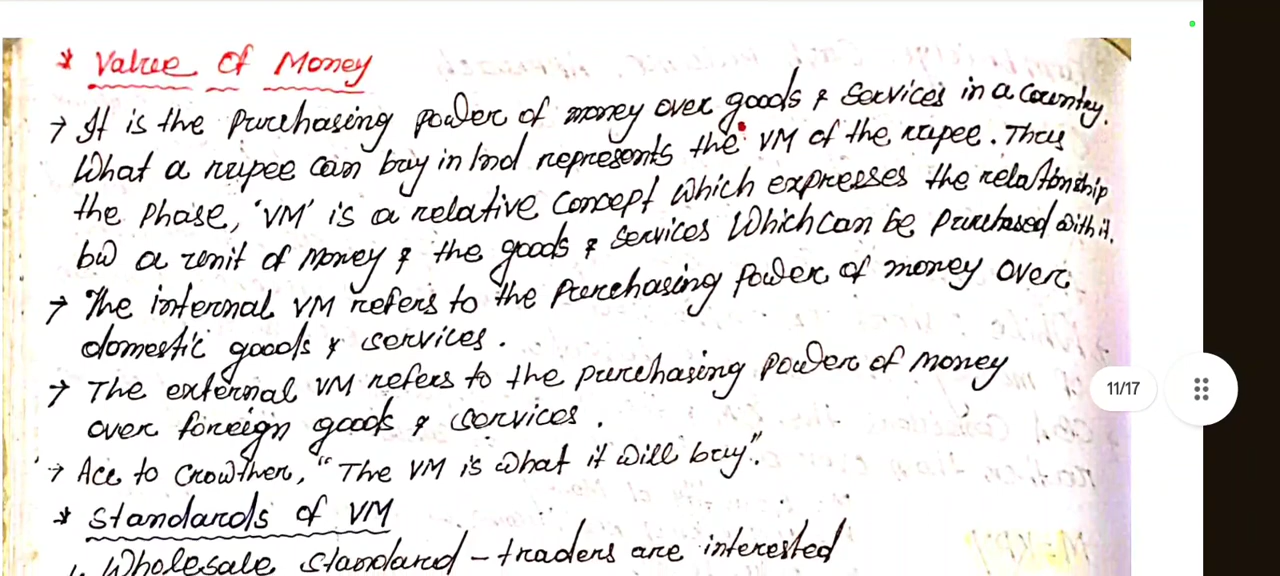 * Value of Money
→ It is the purchasing power of money over goods & services in a country.
What a rupee can buy in Ind represents the VM of the rupee. Thus
the Phase, 'VM' is a relative concept which expresses the relationship
bw a unit of Money & the goods & services which can be purchased with it.
→ The internal VM refers to the purchasing power of money over
domestic goods & services.
→ The external VM refers to the purchasing power of money
over foreign goods & services.
→ Acc to Crowther, "The VM is what it will buy".
* Standards of VM
1. Wholesale standard - traders are interested
11/17